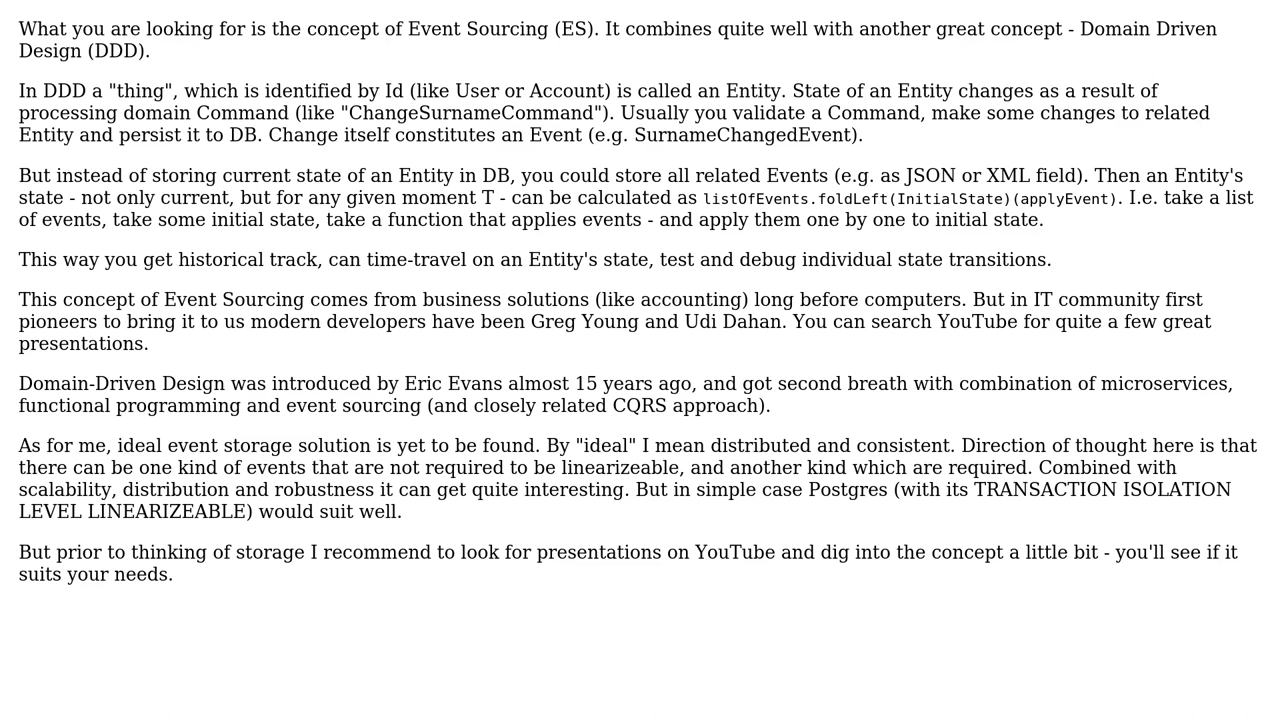 What you are looking for is the concept of Event Sourcing (ES). It combines quite well with another great concept - Domain Driven
Design (DDD).
In DDD a "thing", which is identified by Id (like User or Account) is called an Entity. State of an Entity changes as a result of
processing domain Command (like "ChangeSurnameCommand"). Usually you validate a Command, make some changes to related
Entity and persist it to DB. Change itself constitutes an Event (e.g. SurnameChangedEvent).
But instead of storing current state of an Entity in DB, you could store all related Events (e.g. as JSON or XML field). Then an Entity's
state - not only current, but for any given moment T - can be calculated as listOfEvents.foldLeft(InitialState)(applyEvent). I.e. take a list
of events, take some initial state, take a function that applies events - and apply them one by one to initial state.
This way you get historical track, can time-travel on an Entity's state, test and debug individual state transitions.
This concept of Event Sourcing comes from business solutions (like accounting) long before computers. But in IT community first
pioneers to bring it to us modern developers have been Greg Young and Udi Dahan. You can search YouTube for quite a few great
presentations.
Domain-Driven Design was introduced by Eric Evans almost 15 years ago, and got second breath with combination of microservices,
functional programming and event sourcing (and closely related CQRS approach).
As for me, ideal event storage solution is yet to be found. By "ideal" I mean distributed and consistent. Direction of thought here is that
there can be one kind of events that are not required to be linearizeable, and another kind which are required. Combined with
scalability, distribution and robustness it can get quite interesting. But in simple case Postgres (with its TRANSACTION ISOLATION
LEVEL LINEARIZEABLE) would suit well.
But prior to thinking of storage I recommend to look for presentations on YouTube and dig into the concept a little bit - you'll see if it
suits your needs.